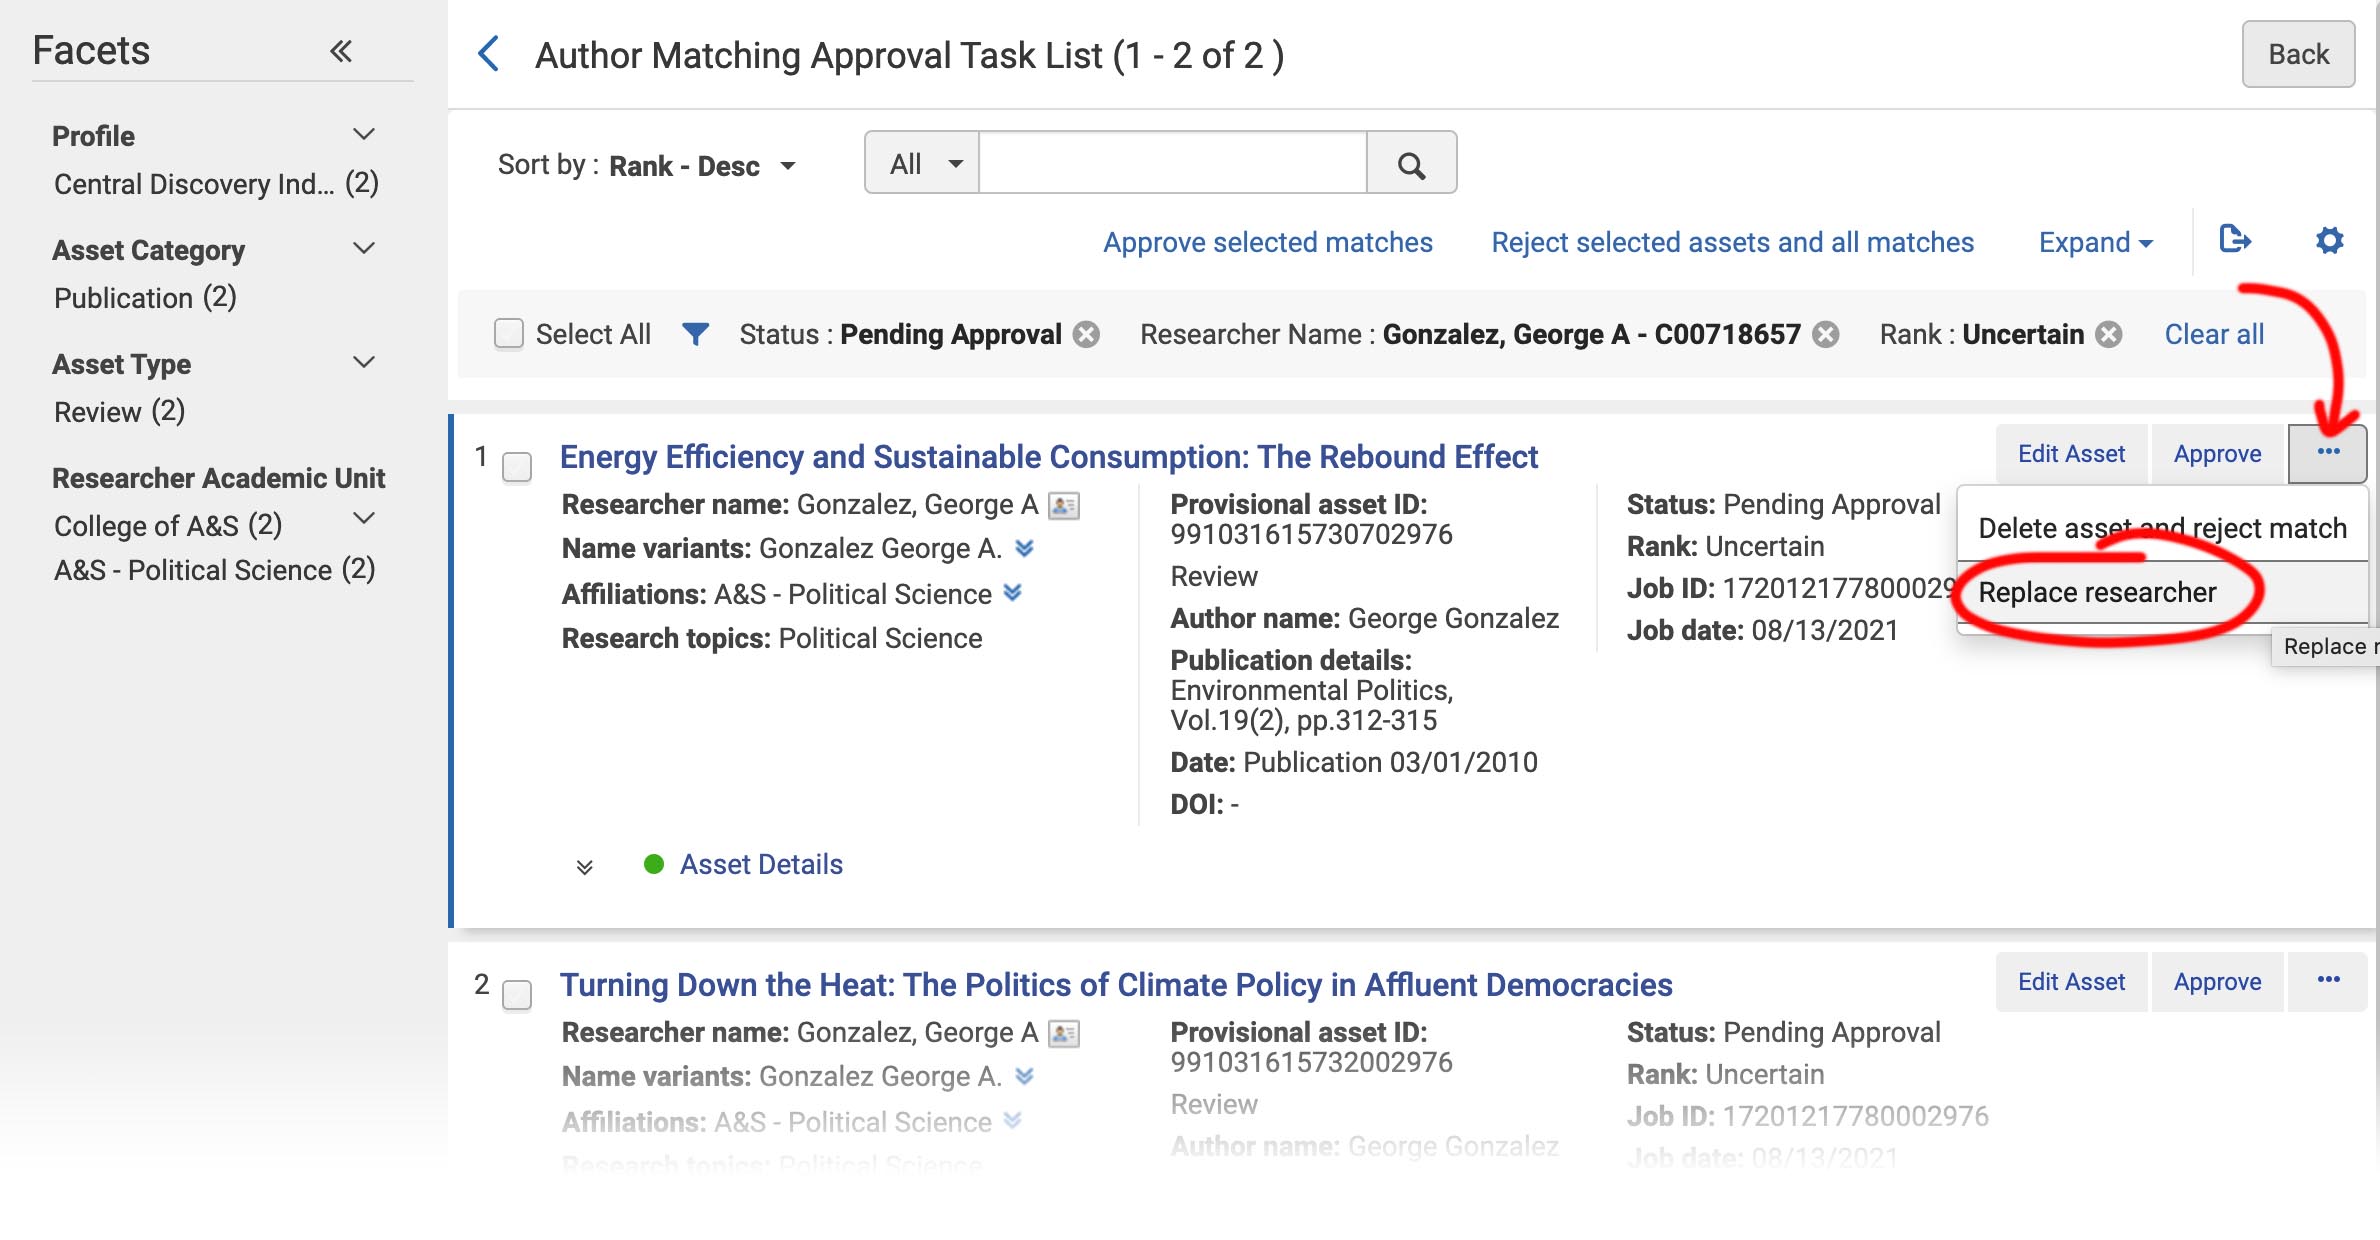 Facets
Profile
Central Discovery Ind... (2)
Asset Category
Publication (2)
Asset Type
Review (2)
Researcher Academic Unit
College of A&S (2)
A&S - Political Science (2)
Author Matching Approval Task List (1 - 2 of 2 )
Back
Sort by : Rank - Desc
All
Approve selected matches
Reject selected assets and all matches
Expand
Select All
Status : Pending Approval
Researcher Name : Gonzalez, George A - C00718657
Rank : Uncertain
Clear all
1
Energy Efficiency and Sustainable Consumption: The Rebound Effect
Edit Asset
Approve
Researcher name: Gonzalez, George A
Name variants: Gonzalez George A.
Affiliations: A&S - Political Science
Research topics: Political Science
Provisional asset ID:
991031615730702976
Review
Author name: George Gonzalez
Publication details:
Environmental Politics,
Vol.19(2), pp.312-315
Date: Publication 03/01/2010
DOI: -
Status: Pending Approval
Rank: Uncertain
Job ID: 172012177800029
Job date: 08/13/2021
Delete asset and reject match
Replace researcher
Replace r
Asset Details
2
Turning Down the Heat: The Politics of Climate Policy in Affluent Democracies
Edit Asset
Approve
Researcher name: Gonzalez, George A
Name variants: Gonzalez George A.
Affiliations: A&S - Political Science
Research topics: Political Science
Provisional asset ID:
991031615732002976
Review
Author name: George Gonzalez
Status: Pending Approval
Rank: Uncertain
Job ID: 17201217780002976
Job date: 08/13/2021